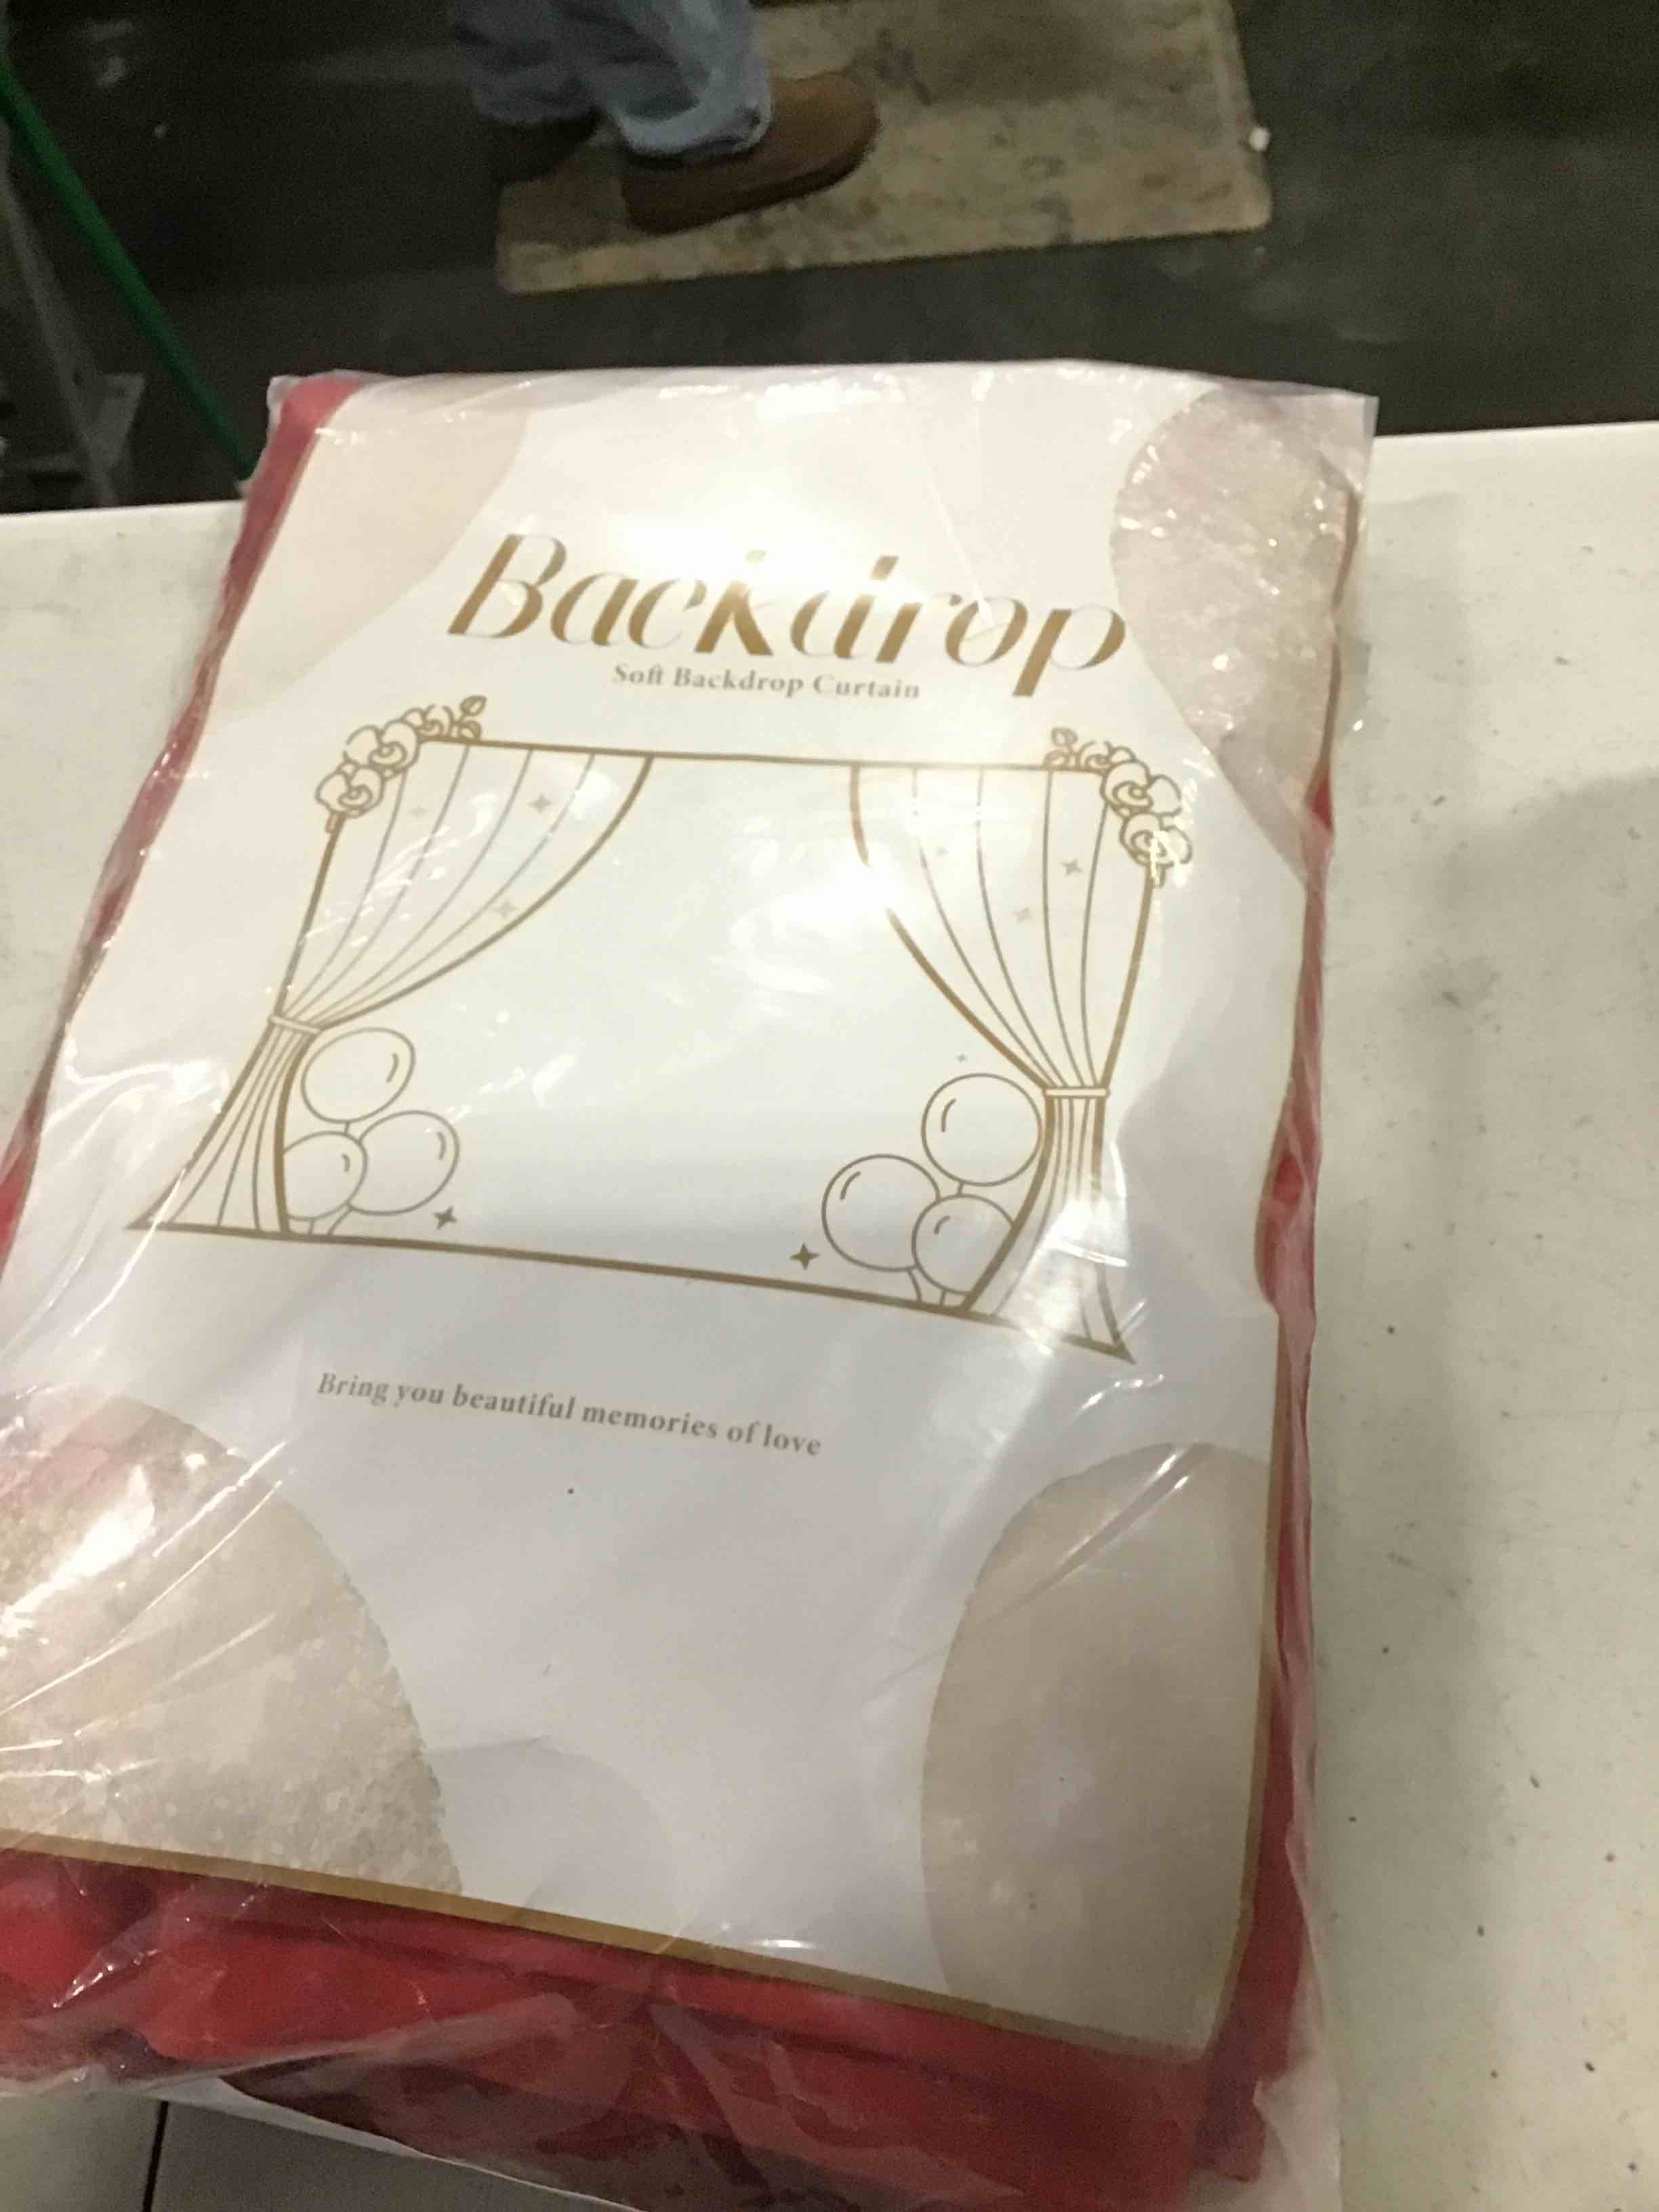 Backdrop
Soft Backdrop Curtain
Bring you beautiful memories of love